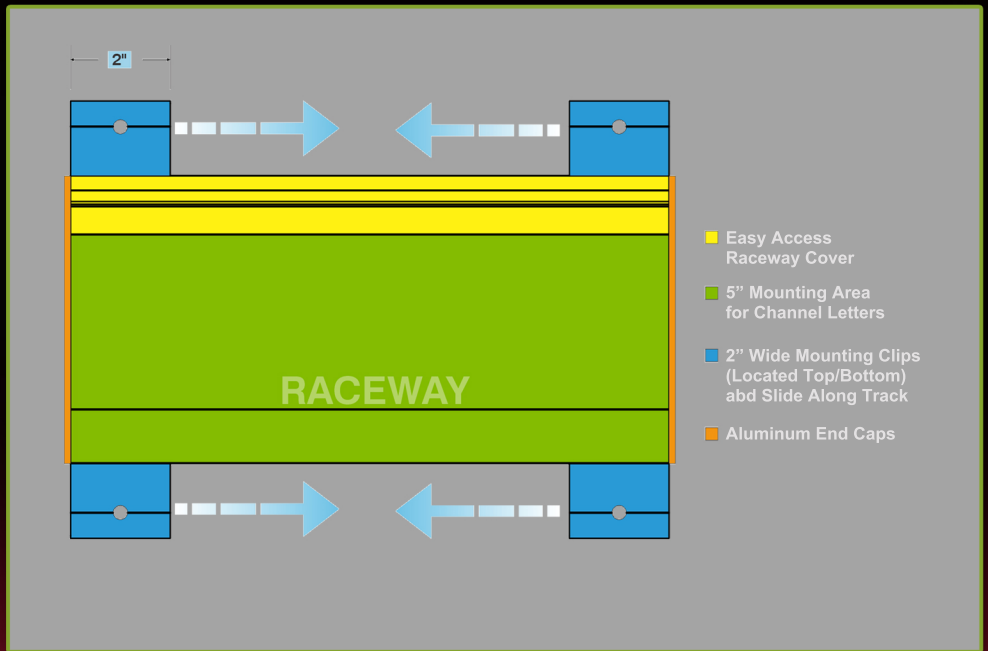 2"
Easy Access
Raceway Cover
5” Mounting Area
for Channel Letters
RACEWAY
2” Wide Mounting Clips
(Located Top/Bottom)
abd Slide Along Track
Aluminum End Caps